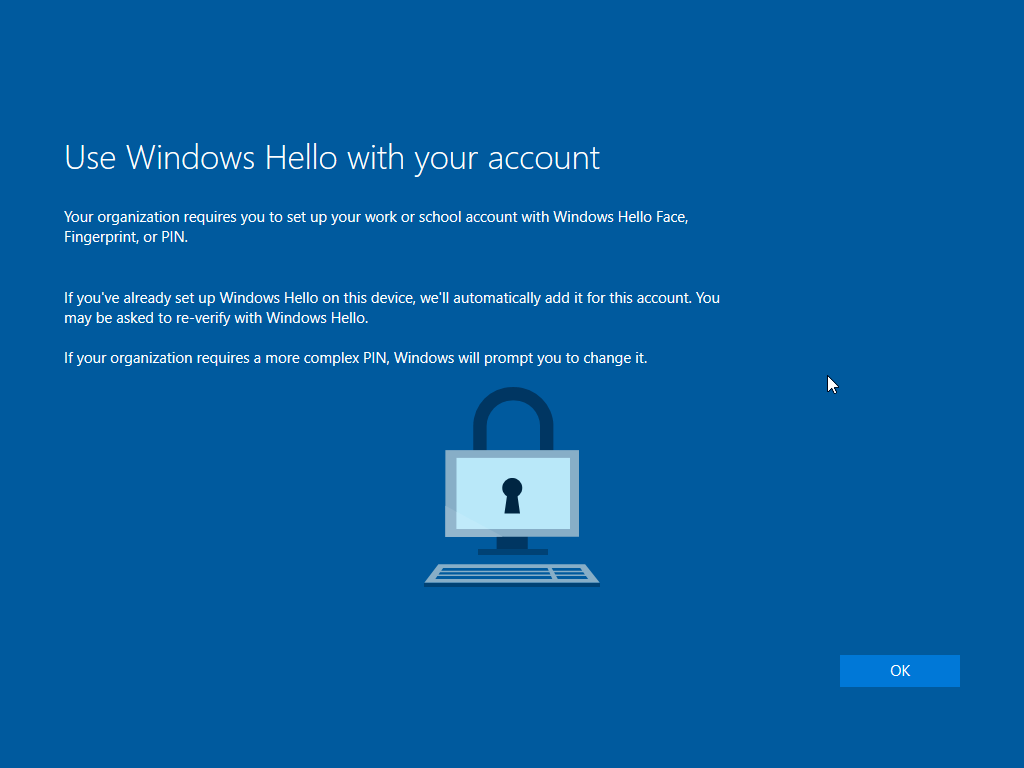 Use Windows Hello with your account
Your organization requires you to set up your work or school account with Windows Hello Face,
Fingerprint, or PIN.
If you've already set up Windows Hello on this device, we'll automatically add it for this account. You
may be asked to re-verify with Windows Hello.
If your organization requires a more complex PIN, Windows will prompt you to change it.
OK